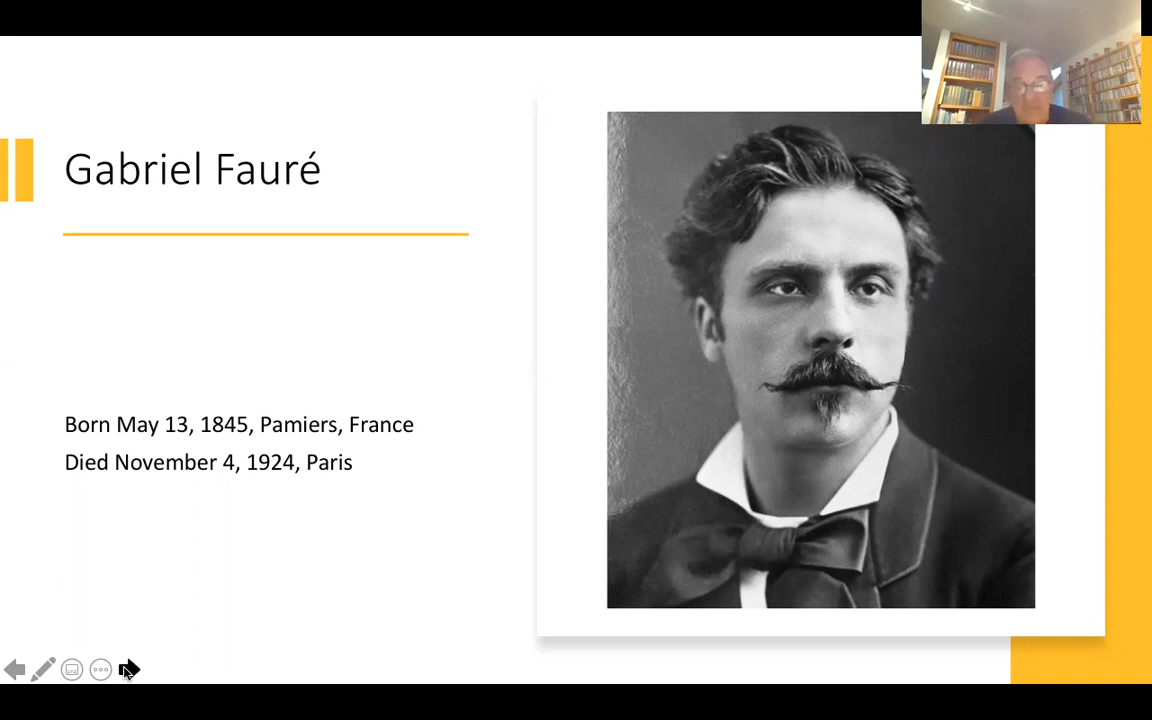 Gabriel Fauré
Born May 13, 1845, Pamiers, France
Died November 4, 1924, Paris